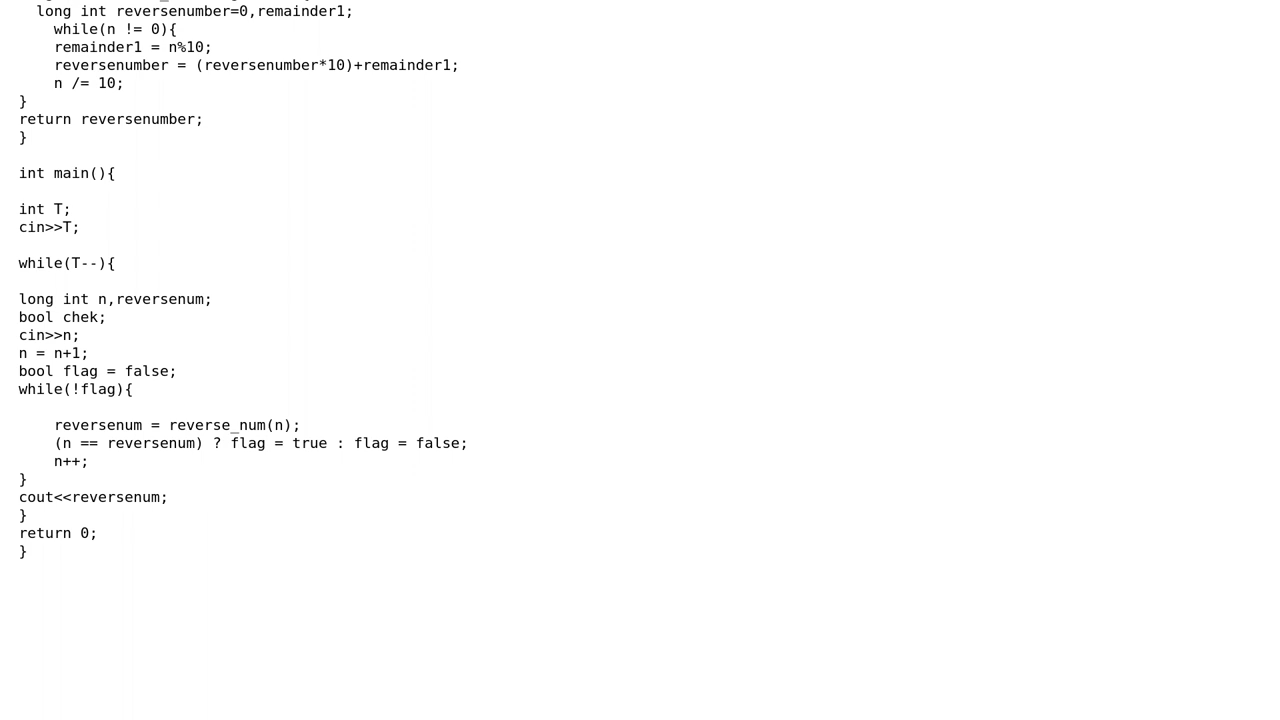 long int reversenumber=0,remainder1;
while(n != 0){
remainder1 = n%10;
reversenumber = (reversenumber*10)+remainder1;
n /= 10;
}
return reversenumber;
}
int main(){
int T;
cin>>T;
while(T--){
long int n,reversenum;
bool chek;
cin>>n;
n = n+1;
bool flag = false;
while(!flag){
reversenum = reverse_num(n);
(n == reversenum) ? flag = true : flag = false;
n++;
}
cout<<reversenum;
}
return 0;
}